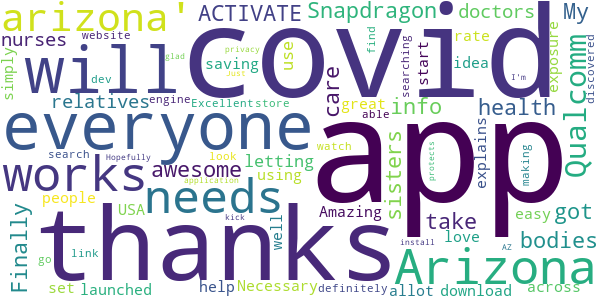 arizona'
ACTIVATE
Snapdragon
doctors
My
nurses
website
will
covid
simply
saving
use
start
find
searching
rate
idea
exposure
discovered
dev
glad
privacy
Just
I'm
relatives
engine
Excellentstore
care
great
able
info
health
Qualcomm
everyone
app
search
Hopefully
look
letting
watch
sisters
explains
protects
making
works
awesome
needs
using
got
people
application
Amazing
take
easy
bodies
Finally
USA
well
thanks
Arizona
love
link
go
kick
install
AZ
across
set
launched
help
Necessary
definitely
allot
download